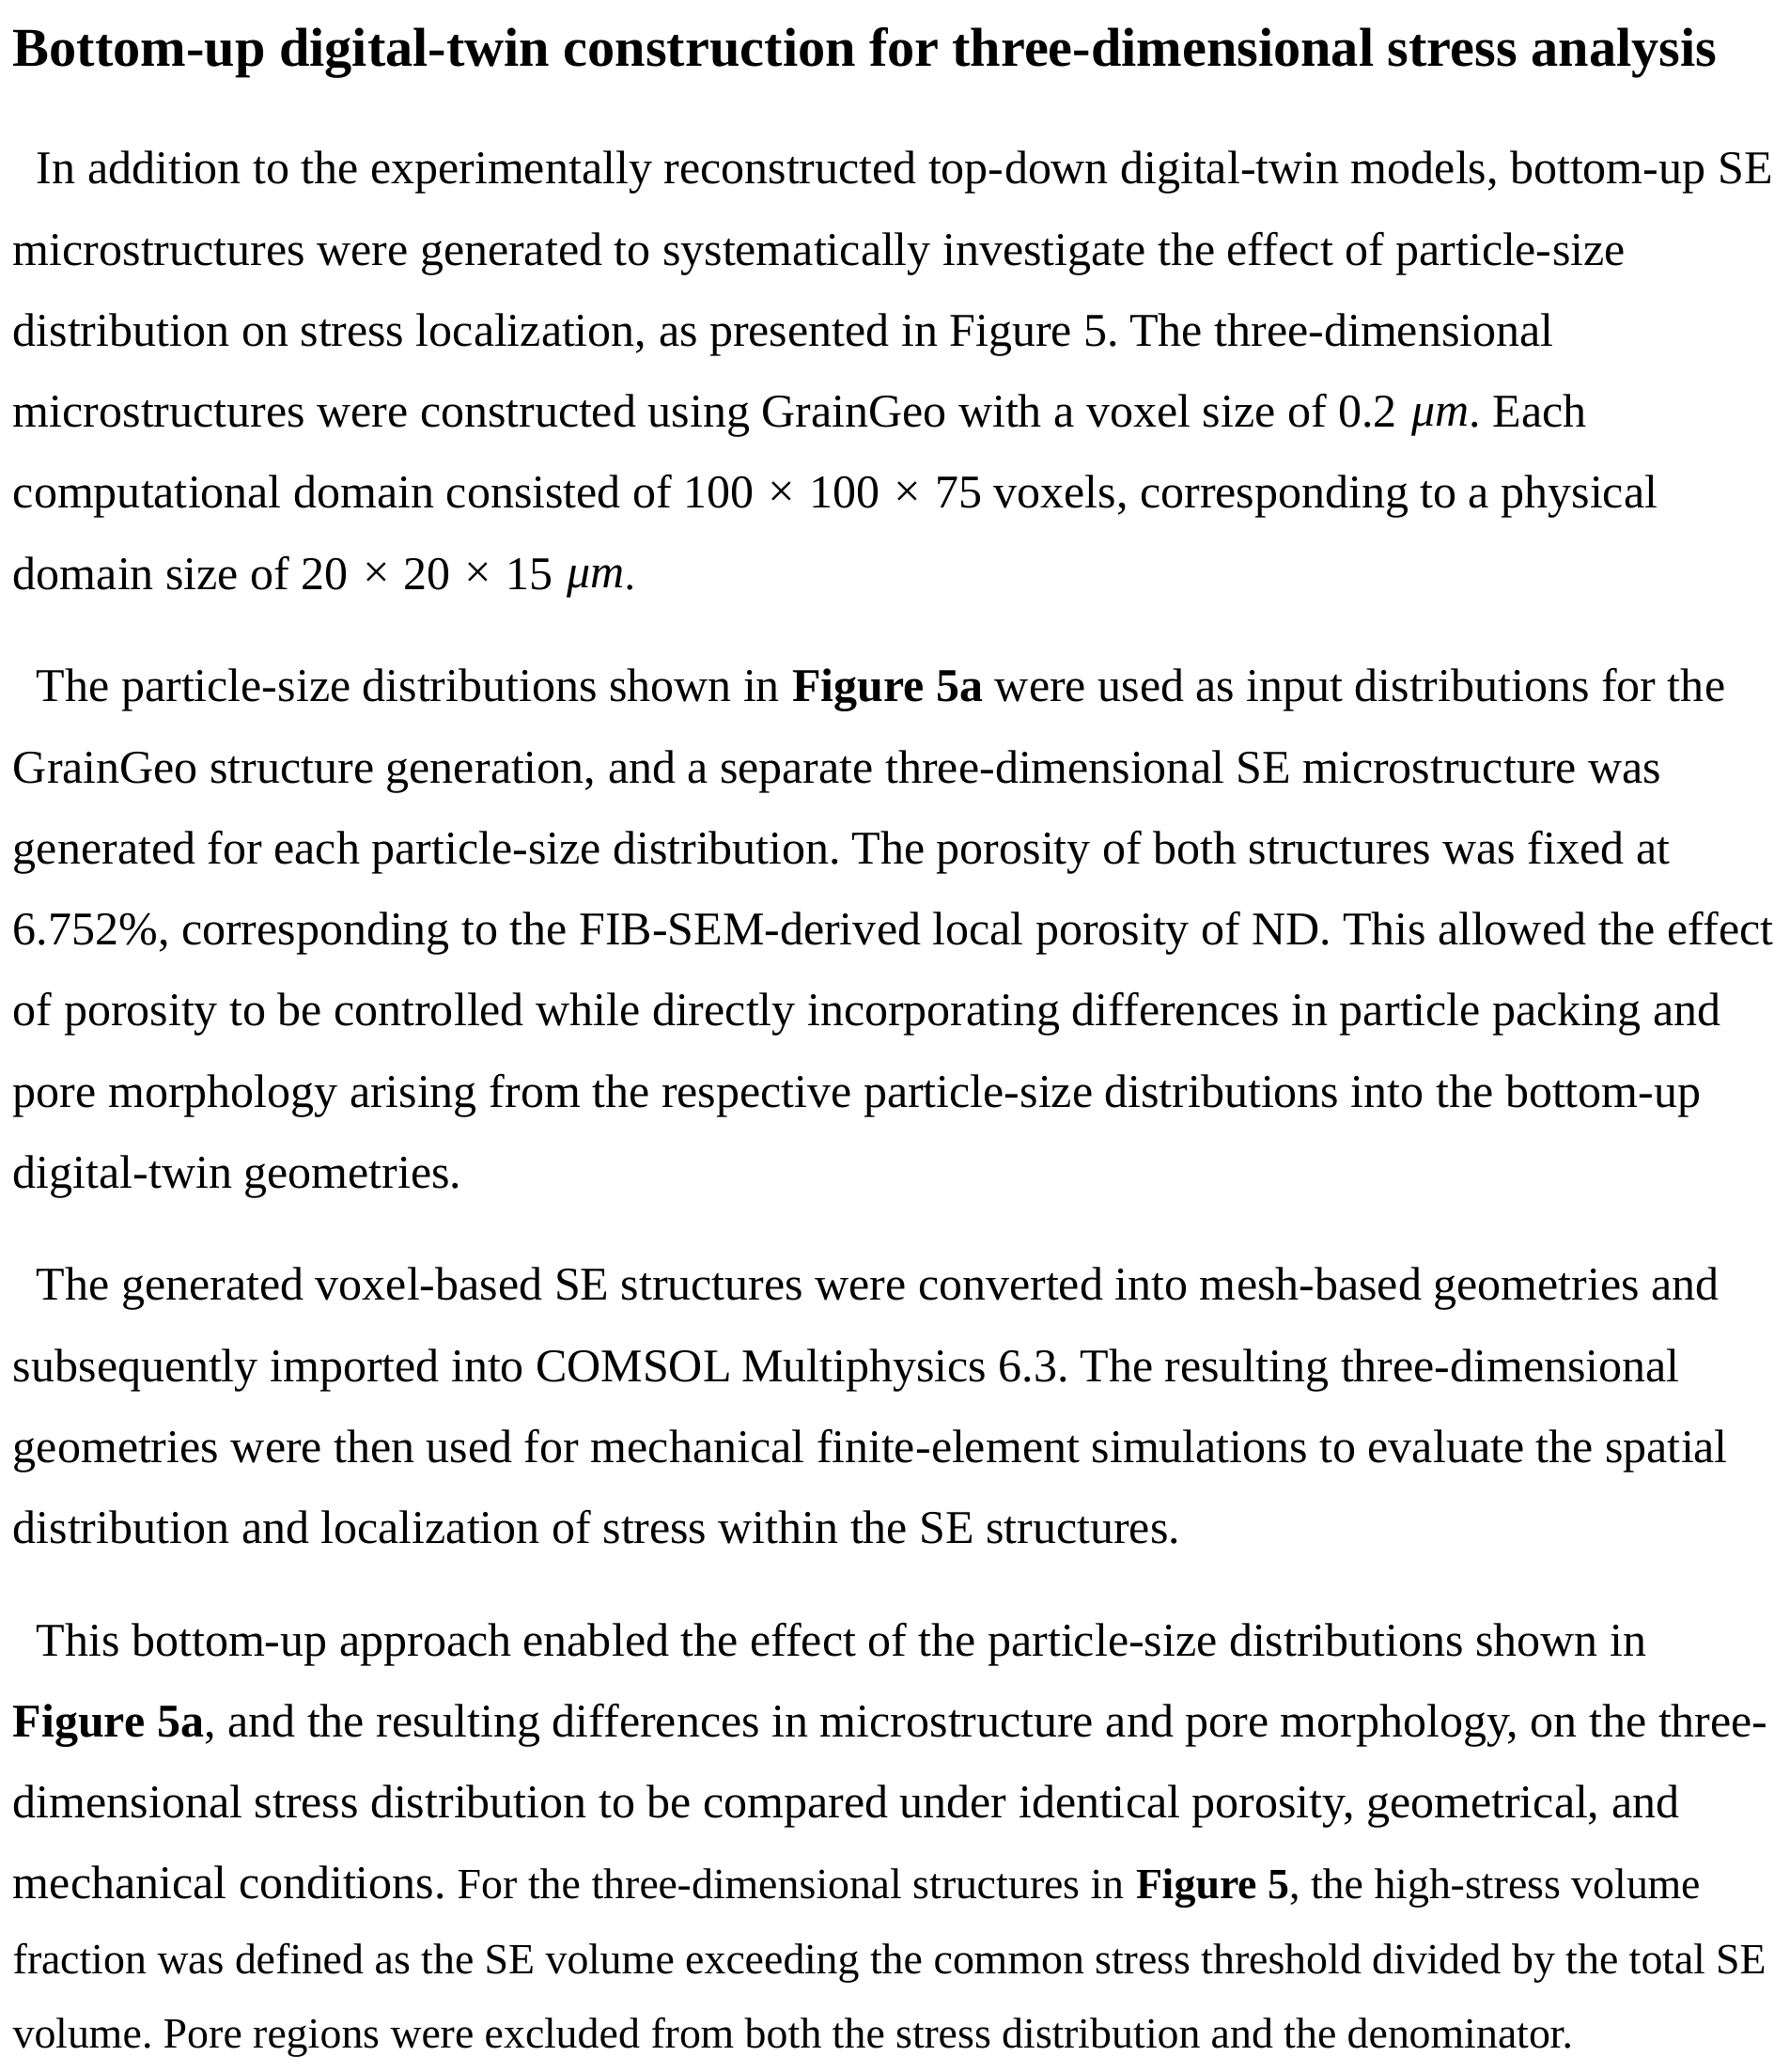 Bottom-up digital-twin construction for three-dimensional stress analysis
In addition to the experimentally reconstructed top-down digital-twin models, bottom-up SE
microstructures were generated to systematically investigate the effect of particle-size
distribution on stress localization, as presented in Figure 5. The three-dimensional
microstructures were constructed using GrainGeo with a voxel size of 0.2 μm. Each
computational domain consisted of 100 × 100 × 75 voxels, corresponding to a physical
domain size of 20 × 20 × 15 μm.
The particle-size distributions shown in Figure 5a were used as input distributions for the
GrainGeo structure generation, and a separate three-dimensional SE microstructure was
generated for each particle-size distribution. The porosity of both structures was fixed at
6.752%, corresponding to the FIB-SEM-derived local porosity of ND. This allowed the effect
of porosity to be controlled while directly incorporating differences in particle packing and
pore morphology arising from the respective particle-size distributions into the bottom-up
digital-twin geometries.
The generated voxel-based SE structures were converted into mesh-based geometries and
subsequently imported into COMSOL Multiphysics 6.3. The resulting three-dimensional
geometries were then used for mechanical finite-element simulations to evaluate the spatial
distribution and localization of stress within the SE structures.
This bottom-up approach enabled the effect of the particle-size distributions shown in
Figure 5a, and the resulting differences in microstructure and pore morphology, on the three-
dimensional stress distribution to be compared under identical porosity, geometrical, and
mechanical conditions. For the three-dimensional structures in Figure 5, the high-stress volume
fraction was defined as the SE volume exceeding the common stress threshold divided by the total SE
volume. Pore regions were excluded from both the stress distribution and the denominator.